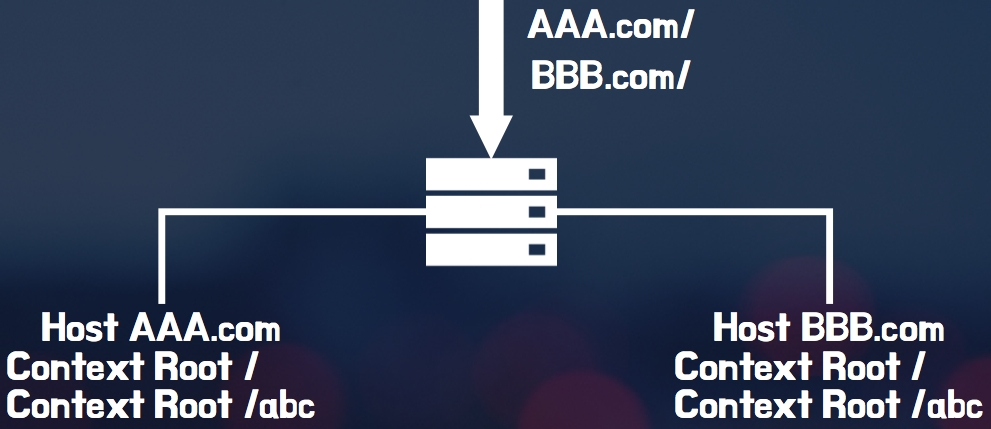 AAA.com/
BBB.com/
Host AAA.com
Context Root /
Context Root /abc
Host BBB.com
Context Root /
Context Root /abc